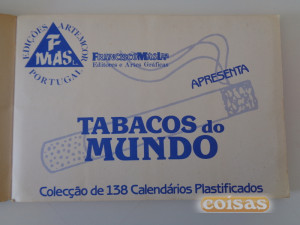 EDIÇÕES ARTEMCOR
F
MAS L.
PORTUGAL
Francisco Mas, Lda
Editores e Artes Gráficas
APRESENTA
TABACOS do
MUNDO
Colecção de 138 Calendários Plastificados
coisas